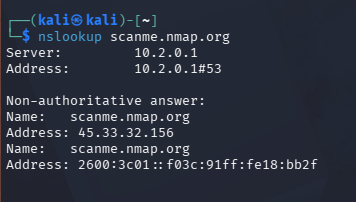 ┌──(kali㉿kali)-[~]
└─$ nslookup scanme.nmap.org
Server:         10.2.0.1
Address:        10.2.0.1#53

Non-authoritative answer:
Name:   scanme.nmap.org
Address: 45.33.32.156
Name:   scanme.nmap.org
Address: 2600:3c01::f03c:91ff:fe18:bb2f